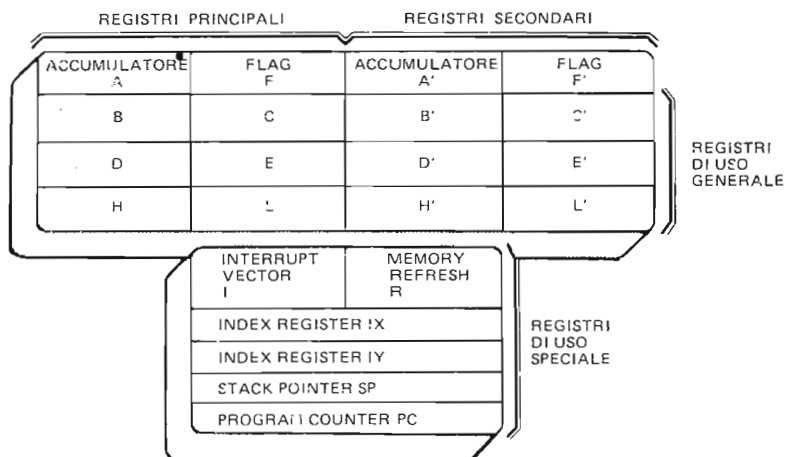 REGISTRI PRINCIPALI REGISTRI SECONDARI
ACCUMULATORE A FLAG F ACCUMULATORE A' FLAG F'
B C B' C'
D E D' E'
H L H' L'
REGISTRI
DI USO
GENERALE
INTERRUPT VECTOR I MEMORY REFRESH R
INDEX REGISTER IX
INDEX REGISTER IY
STACK POINTER SP
PROGRAM COUNTER PC
REGISTRI
DI USO
SPECIALE